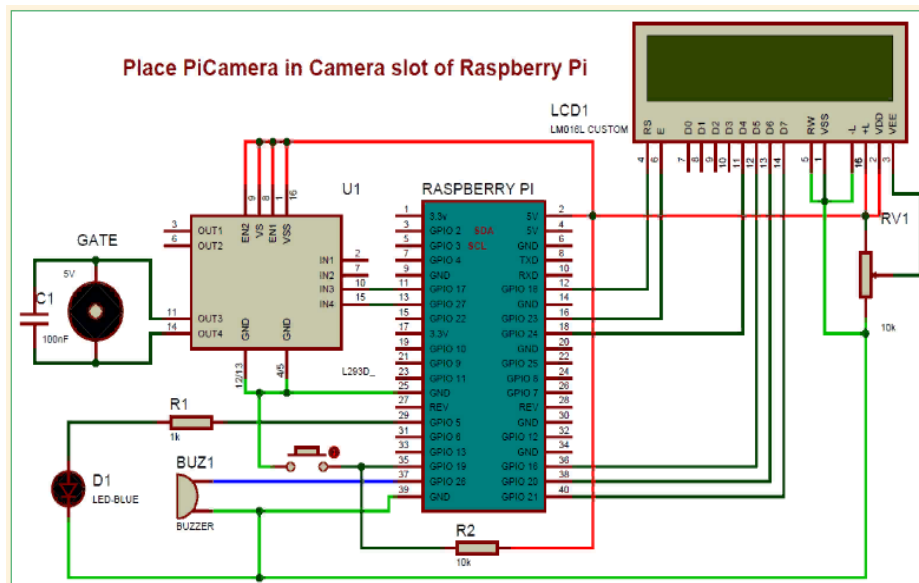 Place PiCamera in Camera slot of Raspberry Pi
LCD1
LM016L CUSTOM
RS E D0 D1 D2 D3 D4 D5 D6 D7 RW VSS -L +L VDD VEE
4 6 7 8 9 10 11 12 13 14 5 1 16 2 3
U1
9 8 1 16
EN2 VS EN1 VSS
3 OUT1
6 OUT2
11 OUT3
14 OUT4
IN1 2
IN2 7
IN3 10
IN4 15
GND GND
12/13 4/5
L293D_
GATE
5V
C1
100nF
RASPBERRY PI
1 3.3v 5V 2
3 GPIO 2 SDA 5V 4
5 GPIO 3 SCL GND 6
7 GPIO 4 TXD 8
9 GND RXD 10
11 GPIO 17 GPIO 18 12
13 GPIO 27 GND 14
15 GPIO 22 GPIO 23 16
17 3.3V GPIO 24 18
19 GPIO 10 GND 20
21 GPIO 9 GPIO 25 22
23 GPIO 11 GPIO 8 24
25 GND GPIO 7 26
27 REV REV 28
29 GPIO 5 GND 30
31 GPIO 6 GPIO 12 32
33 GPIO 13 GND 34
35 GPIO 19 GPIO 16 36
37 GPIO 26 GPIO 20 38
39 GND GPIO 21 40
RV1
10k
R1
1k
D1
LED-BLUE
BUZ1
BUZZER
R2
10k